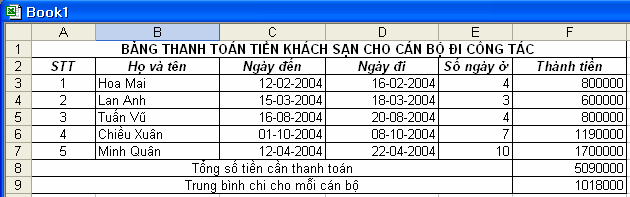 Book1
A B C D E F
1 BẢNG THANH TOÁN TIỀN KHÁCH SẠN CHO CÁN BỘ ĐI CÔNG TÁC
2 STT Họ và tên Ngày đến Ngày đi Số ngày ở Thành tiền
3 1 Hoa Mai 12-02-2004 16-02-2004 4 800000
4 2 Lan Anh 15-03-2004 18-03-2004 3 600000
5 3 Tuấn Vũ 16-08-2004 20-08-2004 4 800000
6 4 Chiều Xuân 01-10-2004 08-10-2004 7 1190000
7 5 Minh Quân 12-04-2004 22-04-2004 10 1700000
8 Tổng số tiền cần thanh toán 5090000
9 Trung bình chi cho mỗi cán bộ 1018000